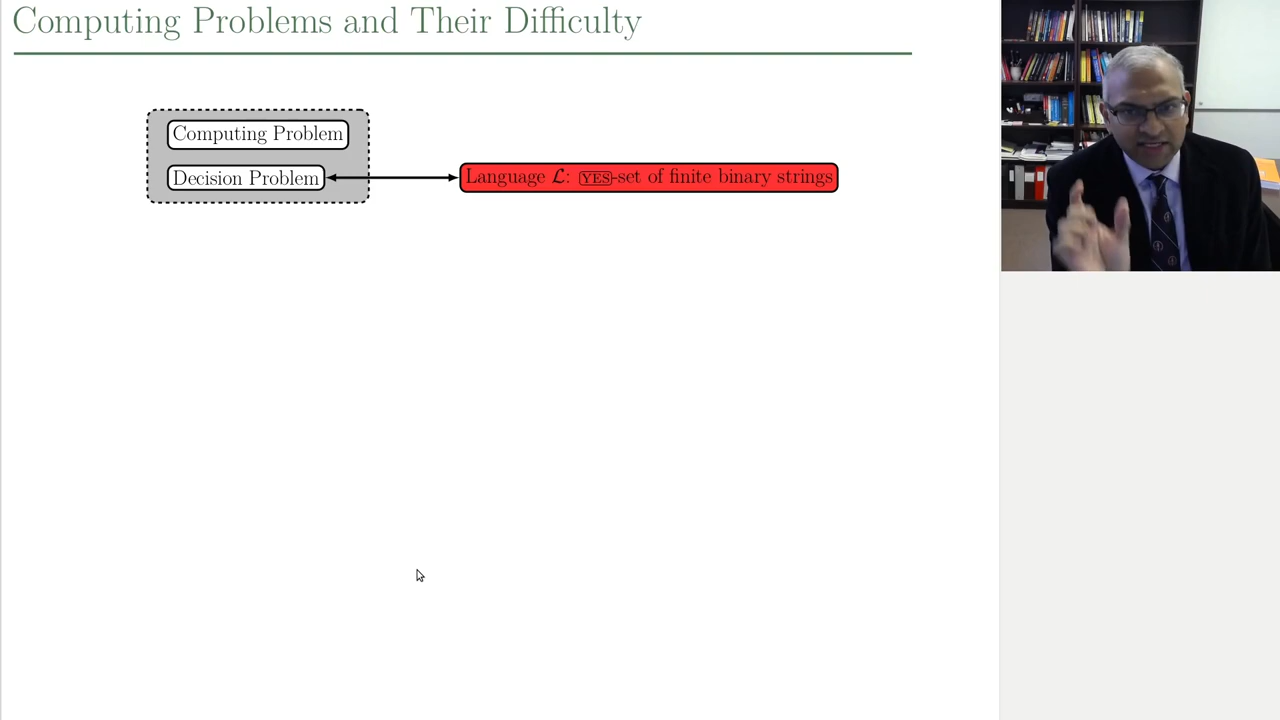 Computing Problems and Their Difficulty
Computing Problem
Decision Problem
Language ℒ: YES-set of finite binary strings